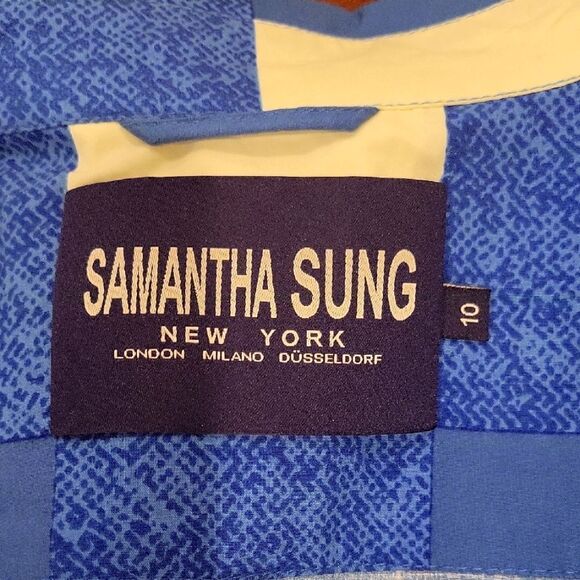 SAMANTHA SUNG
NEW YORK
LONDON MILANO DÜSSELDORF
10